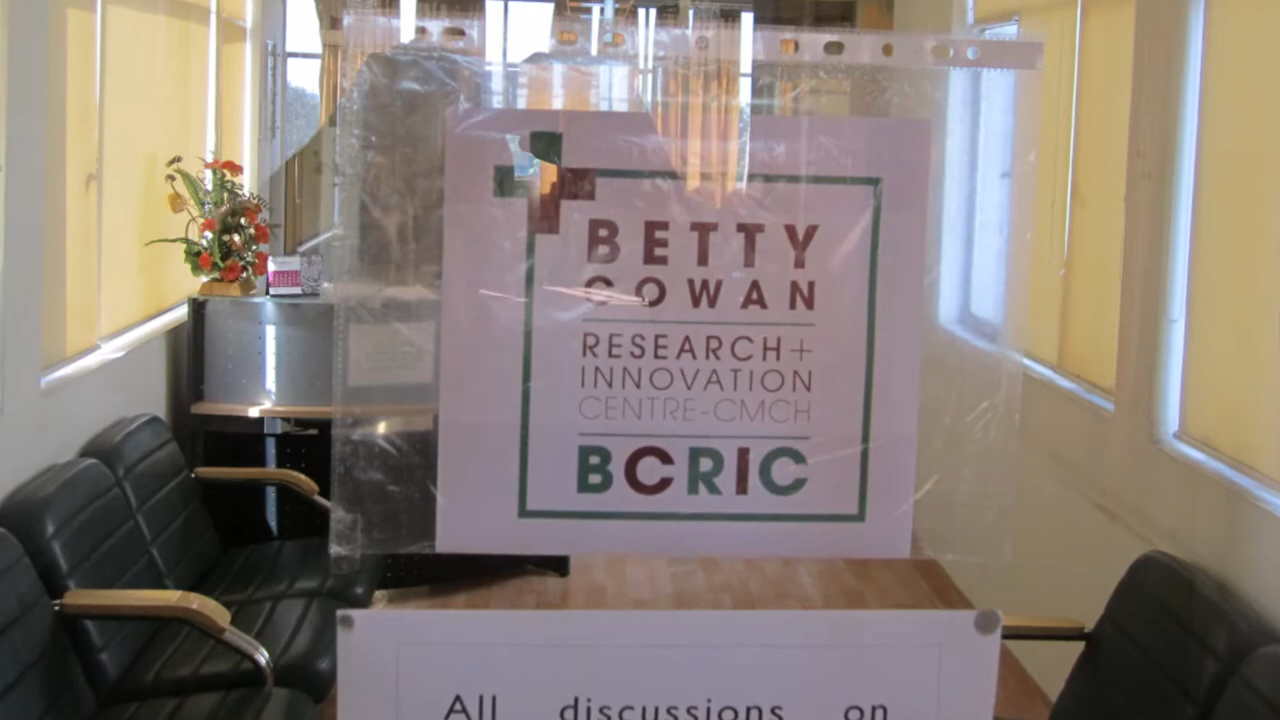 BETTY
COWAN
RESEARCH+
INNOVATION
CENTRE-CMCH
BCRIC
All discussions on